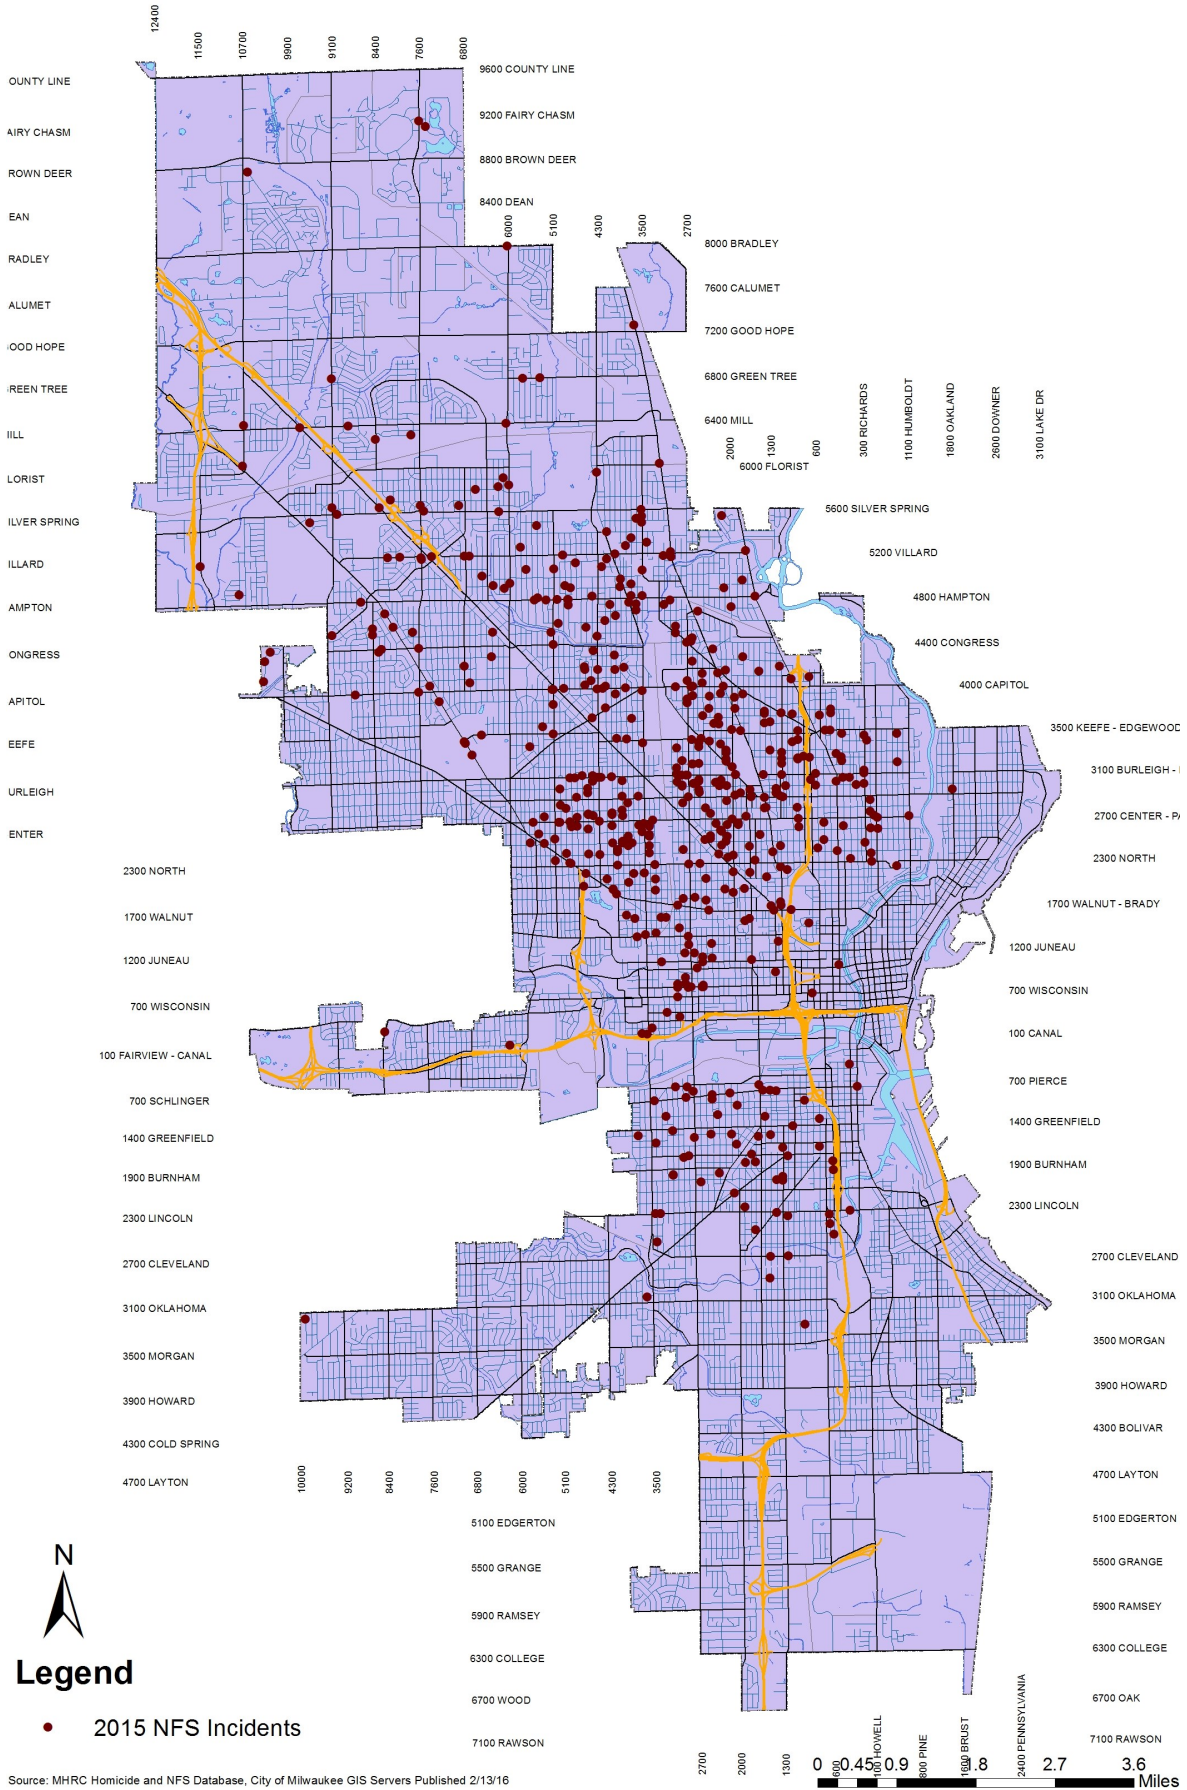 12400
11500
10700
9900
9100
8400
7600
6800
9600 COUNTY LINE
OUNTY LINE
9200 FAIRY CHASM
AIRY CHASM
8800 BROWN DEER
ROWN DEER
8400 DEAN
EAN
6000
5100
4300
3500
2700
8000 BRADLEY
RADLEY
7600 CALUMET
ALUMET
7200 GOOD HOPE
OOD HOPE
6800 GREEN TREE
REEN TREE
300 RICHARDS
1100 HUMBOLDT
1800 OAKLAND
2600 DOWNER
3100 LAKE DR
6400 MILL
ILL
2000
1300
600
6000 FLORIST
LORIST
5600 SILVER SPRING
ILVER SPRING
5200 VILLARD
ILLARD
4800 HAMPTON
AMPTON
4400 CONGRESS
ONGRESS
4000 CAPITOL
APITOL
3500 KEEFE - EDGEWOOD
EEFE
3100 BURLEIGH -
URLEIGH
2700 CENTER - PA
ENTER
2300 NORTH
2300 NORTH
1700 WALNUT - BRADY
1700 WALNUT
1200 JUNEAU
1200 JUNEAU
700 WISCONSIN
700 WISCONSIN
100 CANAL
100 FAIRVIEW - CANAL
700 PIERCE
700 SCHLINGER
1400 GREENFIELD
1400 GREENFIELD
1900 BURNHAM
1900 BURNHAM
2300 LINCOLN
2300 LINCOLN
2700 CLEVELAND
2700 CLEVELAND
3100 OKLAHOMA
3100 OKLAHOMA
3500 MORGAN
3500 MORGAN
3900 HOWARD
3900 HOWARD
4300 BOLIVAR
4300 COLD SPRING
4700 LAYTON
4700 LAYTON
10000
9200
8400
7600
6800
6000
5100
4300
3500
5100 EDGERTON
5100 EDGERTON
5500 GRANGE
5500 GRANGE
5900 RAMSEY
5900 RAMSEY
6300 COLLEGE
6300 COLLEGE
6700 OAK
6700 WOOD
7100 RAWSON
7100 RAWSON
N
Legend
2015 NFS Incidents
2700
2000
1300
600
100 HOWELL
800 PINE
1600 BRUST
2400 PENNSYLVANIA
0 0.45 0.9 1.8 2.7 3.6
Miles
Source: MHRC Homicide and NFS Database, City of Milwaukee GIS Servers Published 2/13/16